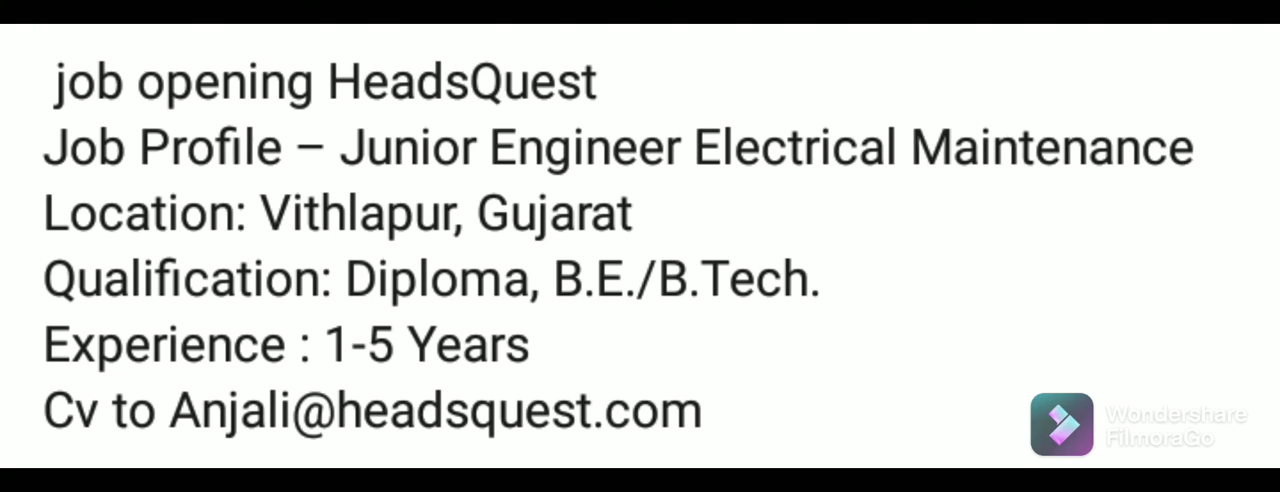 job opening HeadsQuest
Job Profile – Junior Engineer Electrical Maintenance
Location: Vithlapur, Gujarat
Qualification: Diploma, B.E./B.Tech.
Experience : 1-5 Years
Cv to Anjali@headsquest.com
Wondershare
FilmoraGo